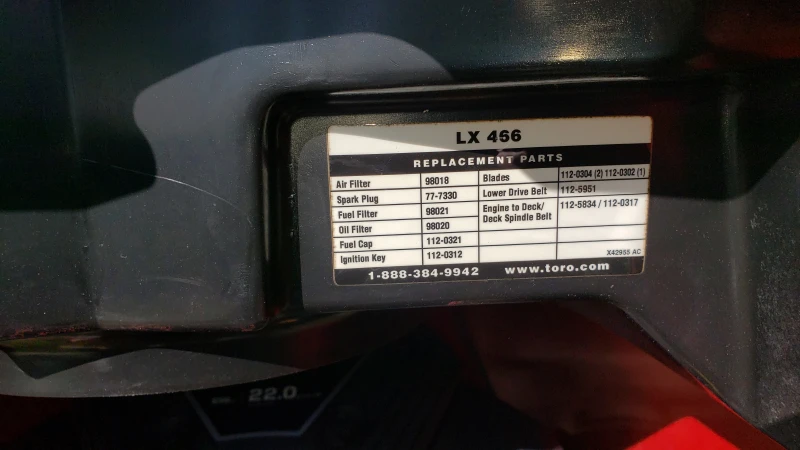 LX 466
REPLACEMENT PARTS
Air Filter 98018 Blades 112-0304 (2) 112-0302 (1)
Spark Plug 77-7330 Lower Drive Belt 112-5951
Fuel Filter 98021 Engine to Deck/ 112-5834 / 112-0317
Deck Spindle Belt
Oil Filter 98020
Fuel Cap 112-0321
Ignition Key 112-0312
X42955 AC
1-888-384-9942 www.toro.com
22.0